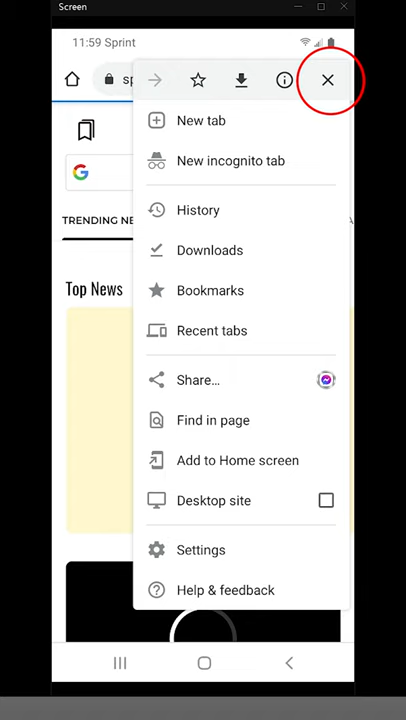 Screen
11:59 Sprint
sp
New tab
New incognito tab
TRENDING NE
History
Downloads
Top News
Bookmarks
Recent tabs
Share...
Find in page
Add to Home screen
Desktop site
Settings
Help & feedback